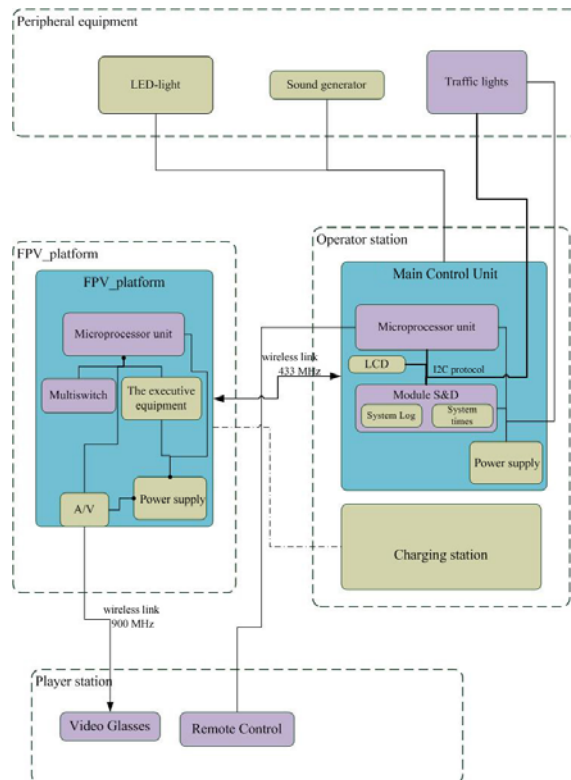 Peripheral equipment
LED-light
Sound generator
Traffic lights
Operator station
FPV_platform
FPV_platform
Main Control Unit
Microprocessor unit
Microprocessor unit
wireless link
433 MHz
LCD
I2C protocol
Multiswitch
The executive
equipment
Module S&D
System Log
System
times
Power supply
Power supply
A/V
Charging station
wireless link
900 MHz
Player station
Video Glasses
Remote Control